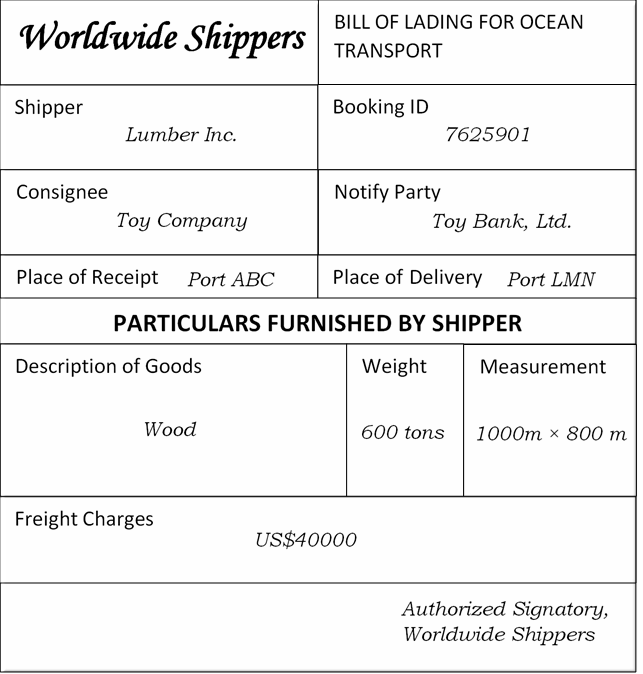 Worldwide Shippers
BILL OF LADING FOR OCEAN
TRANSPORT
Shipper
Lumber Inc.
Booking ID
7625901
Consignee
Toy Company
Notify Party
Toy Bank, Ltd.
Place of Receipt Port ABC
Place of Delivery Port LMN
PARTICULARS FURNISHED BY SHIPPER
Description of Goods
Wood
Weight
600 tons
Measurement
1000m × 800 m
Freight Charges
US$40000
Authorized Signatory,
Worldwide Shippers